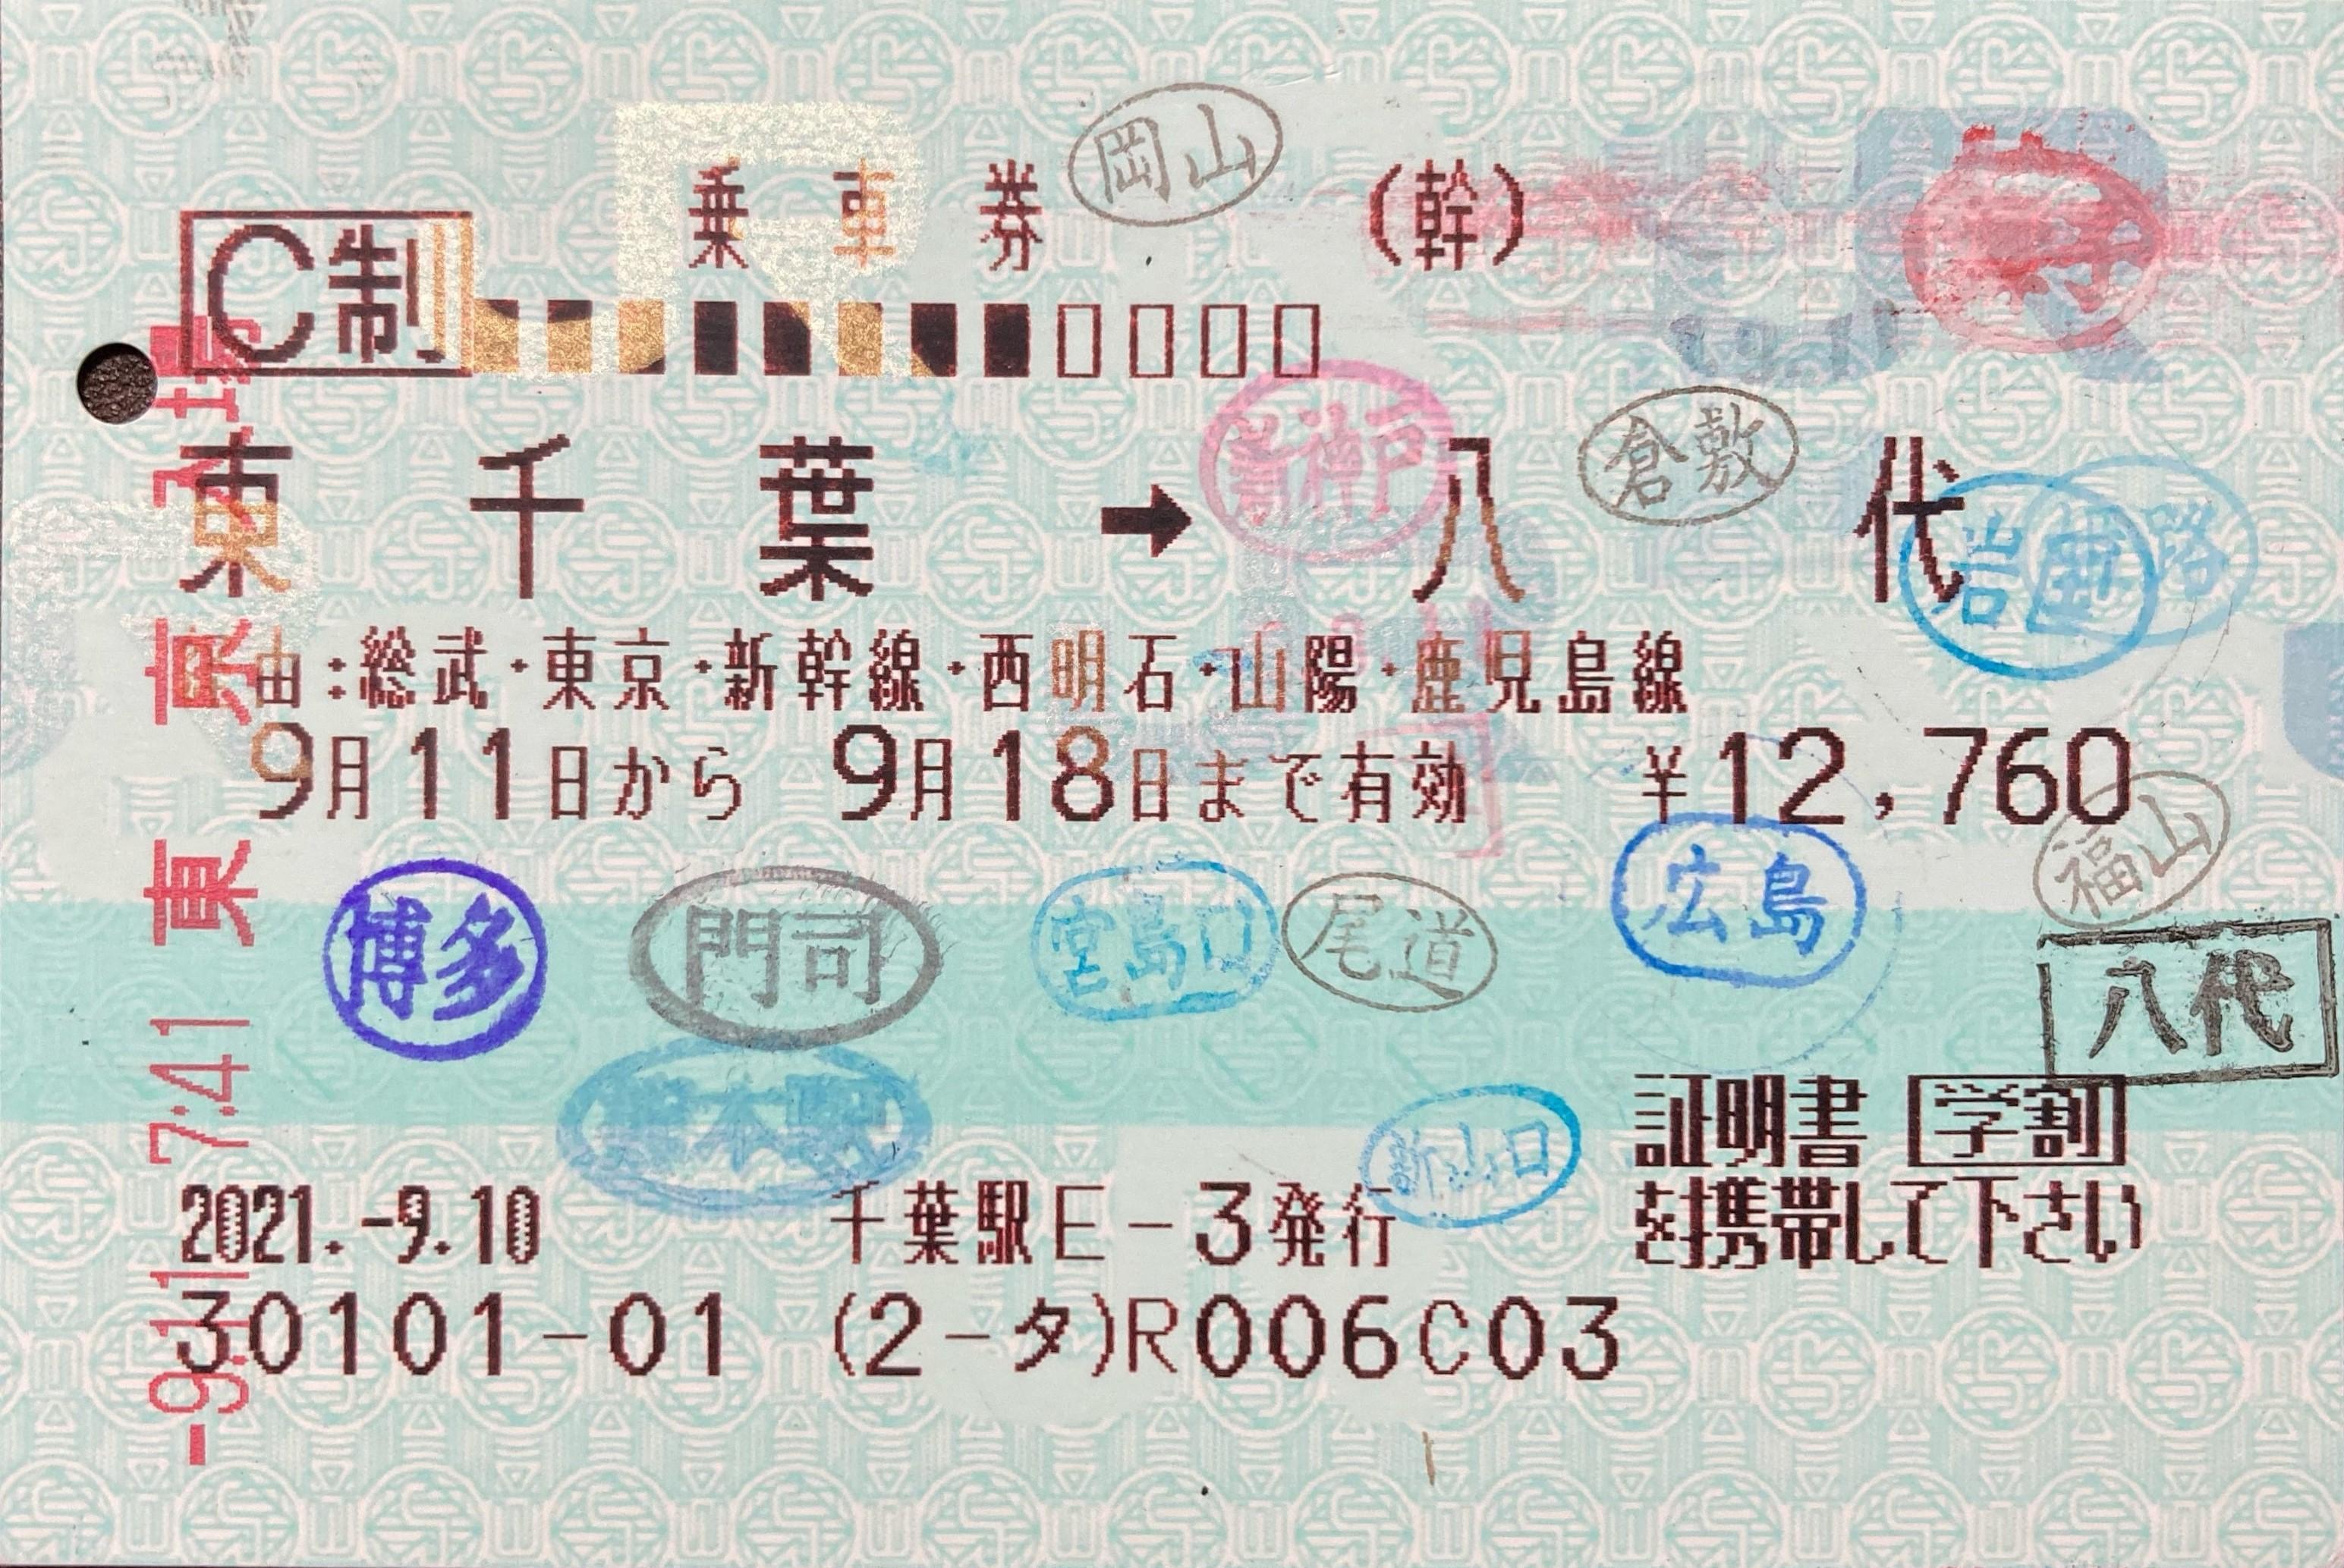 乗車券 (幹)
C制
東千葉 → 八代
経由:総武・東京・新幹線・西明石・山陽・鹿児島線
9月11日から 9月18日まで有効 ¥12,760
証明書 学割
を携帯して下さい
2021.-9.10 千葉駅E-3発行
30101-01 (2-タ)R006C03
-9.11 7:41 東京 入場
岡山
新神戸
倉敷
岩国
姫路
福山
博多
門司
宮島口
尾道
広島
八代
熊本駅
新山口